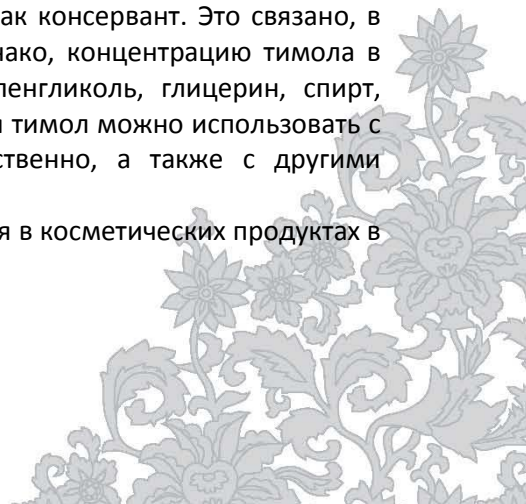 ак консервант. Это связано, в
нако, концентрацию тимола в
ленгликоль, глицерин, спирт,
тимол можно использовать с
ственно, а также с другими
я в косметических продуктах в